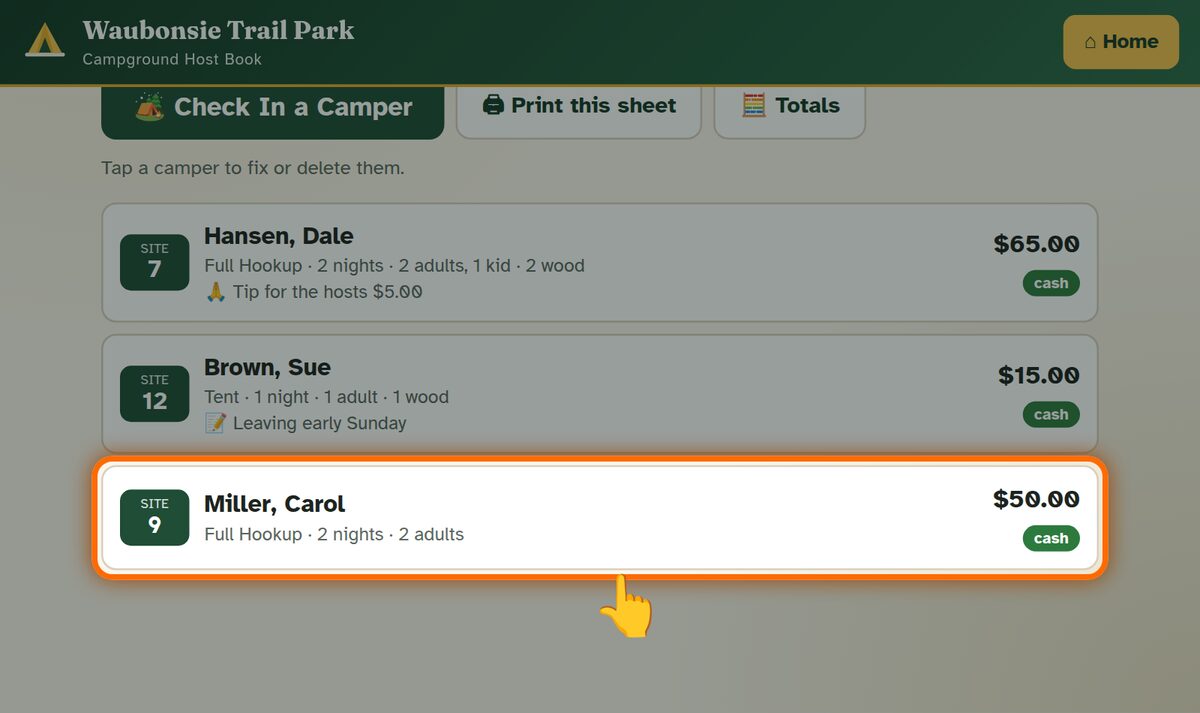 Waubonsie Trail Park
Campground Host Book
⌂ Home
🏕️ Check In a Camper
🖨 Print this sheet
🧮 Totals
Tap a camper to fix or delete them.
SITE
7
Hansen, Dale
Full Hookup · 2 nights · 2 adults, 1 kid · 2 wood
🙏 Tip for the hosts $5.00
$65.00
cash
SITE
12
Brown, Sue
Tent · 1 night · 1 adult · 1 wood
📝 Leaving early Sunday
$15.00
cash
SITE
9
Miller, Carol
Full Hookup · 2 nights · 2 adults
$50.00
cash